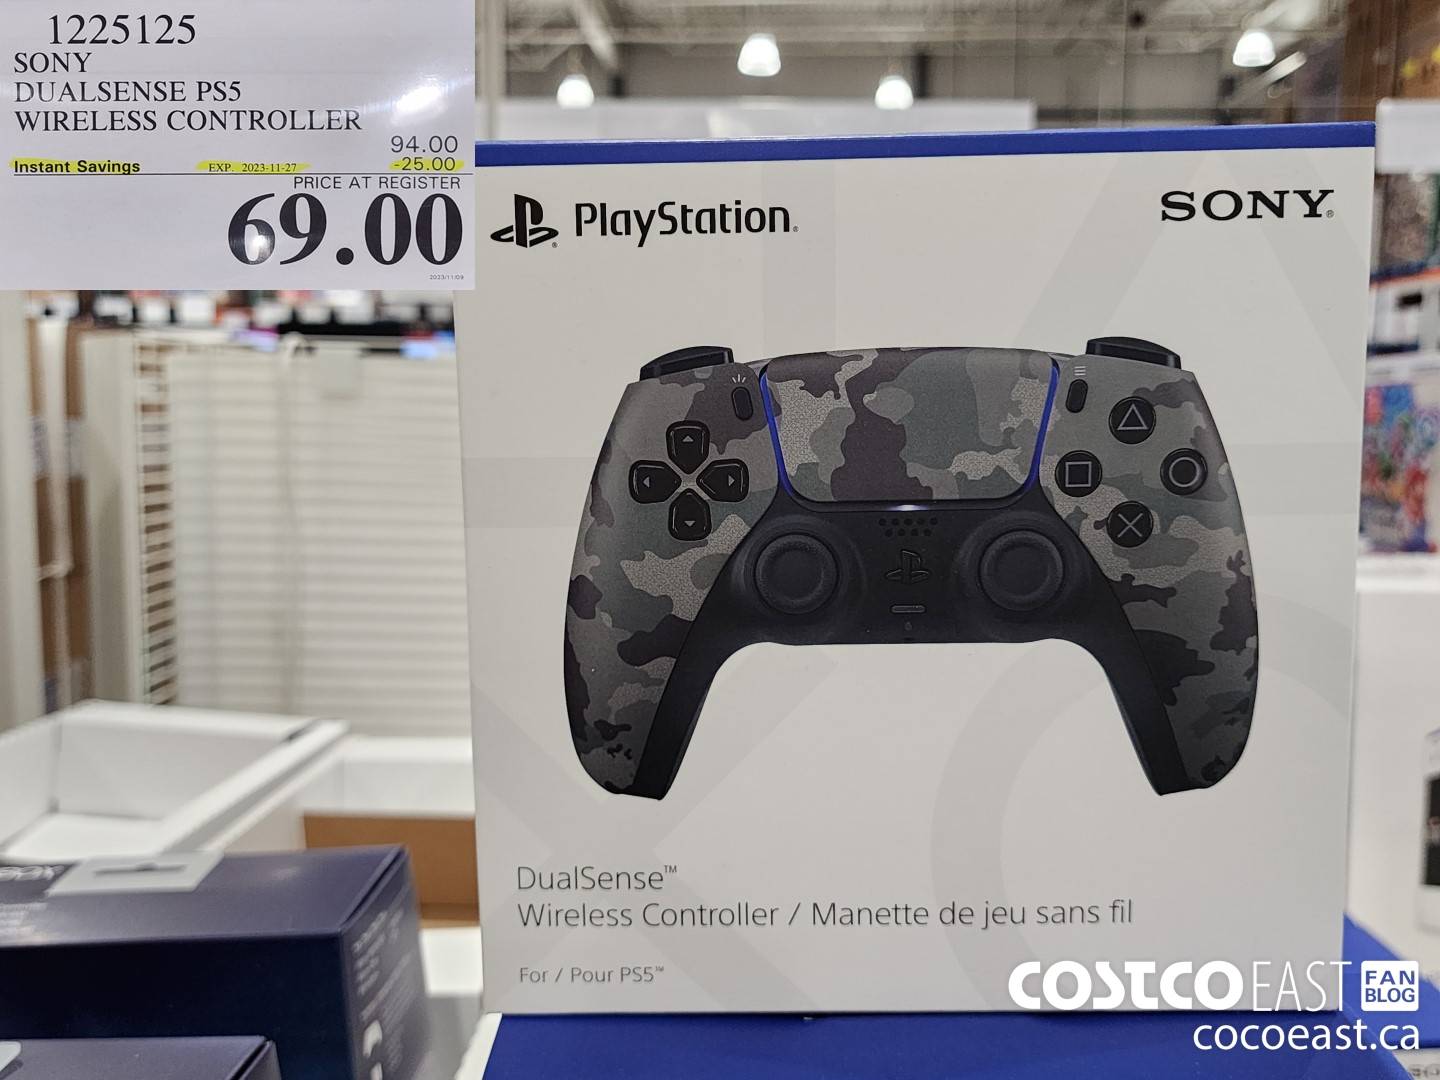 1225125
SONY
DUALSENSE PS5
WIRELESS CONTROLLER
94.00
Instant Savings EXP. 2023-11-27 -25.00
PRICE AT REGISTER
69.00
2023/11/09
PlayStation®
SONY®
DualSense™
Wireless Controller / Manette de jeu sans fil
For / Pour PS5™
COSTCO EAST FAN BLOG
cocoeast.ca